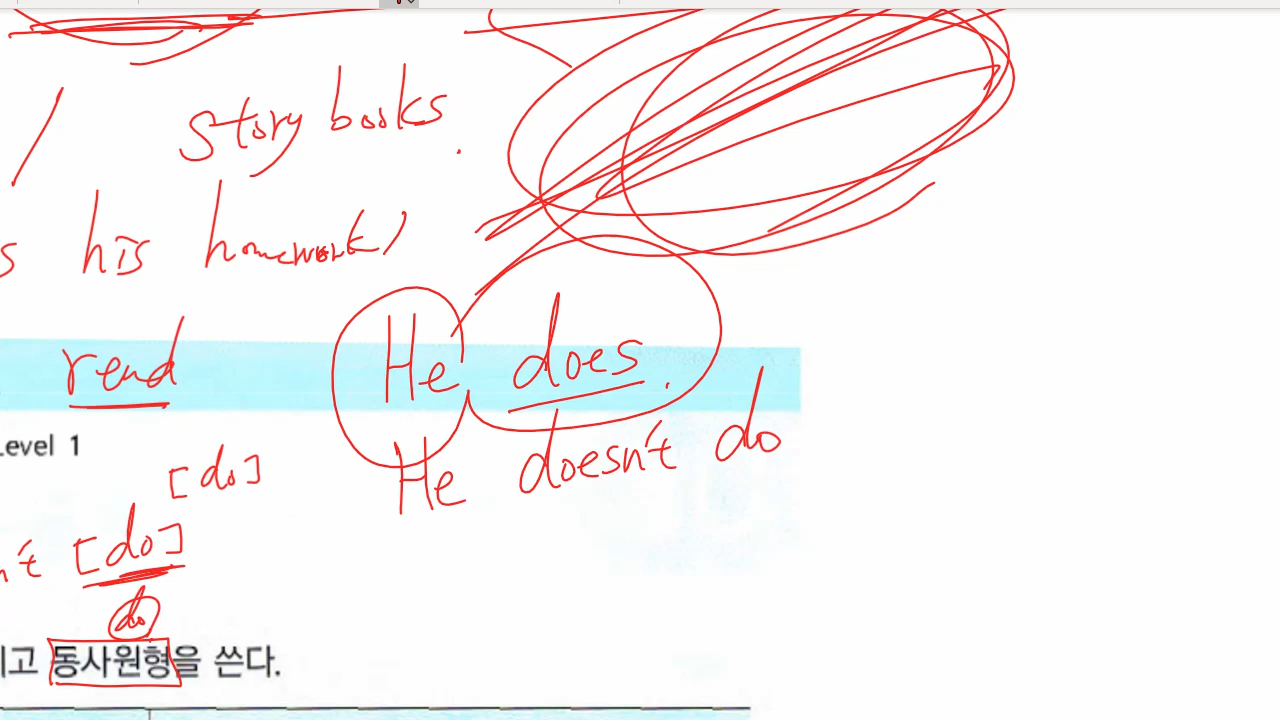 story books.
s his homework)
read He does.
Level 1
[do] He doesn't do
n't [do]
do
고 동사원형을 쓴다.